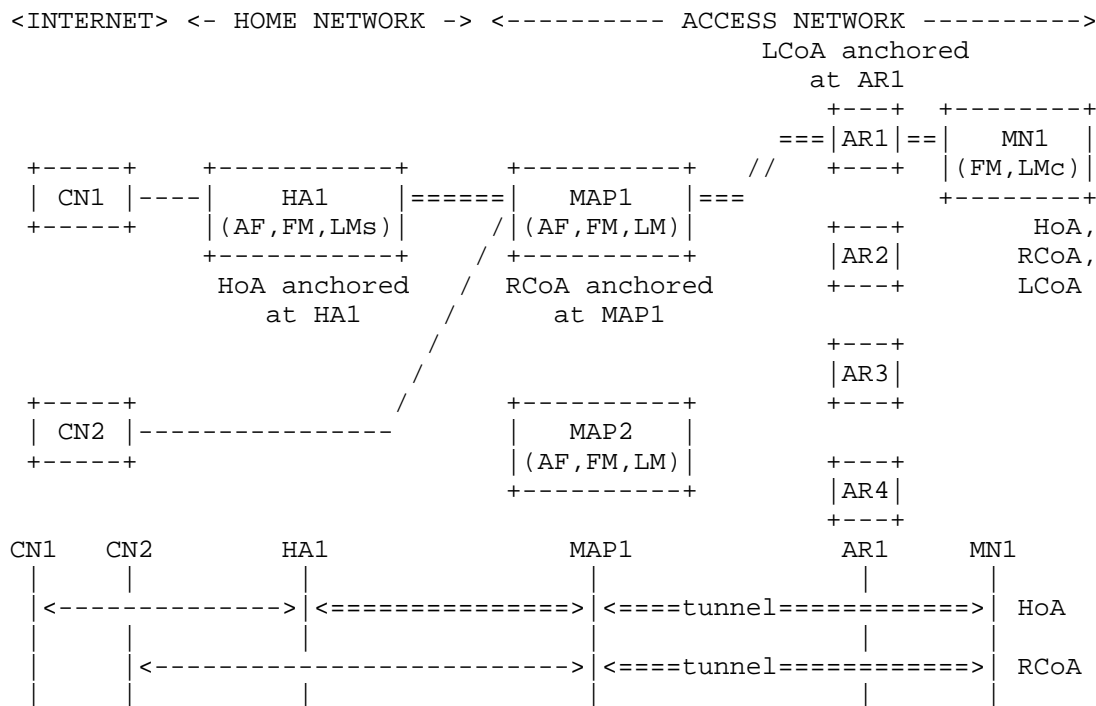 <INTERNET> <- HOME NETWORK -> <---------- ACCESS NETWORK ---------->
                                               LCoA anchored
                                                  at AR1
                                                   +---+  +--------+
                                                ===|AR1|==|  MN1   |
 +-----+    +-----------+       +----------+   //  +---+  |(FM,LMc)|
 | CN1 |----|    HA1    |======|   MAP1   |===            +--------+
 +-----+    |(AF,FM,LMs)|     /|(AF,FM,LM)|        +---+       HoA,
            +-----------+    / +----------+        |AR2|      RCoA,
             HoA anchored   /  RCoA anchored       +---+      LCoA
                at HA1     /      at MAP1
                          /                        +---+
                         /                         |AR3|
 +-----+                /       +----------+       +---+
 | CN2 |----------------        |   MAP2   |
 +-----+                        |(AF,FM,LM)|       +---+
                                +----------+       |AR4|
                                                   +---+
CN1   CN2       HA1              MAP1             AR1     MN1
 |     |         |                 |                |       |
 |<------------->|<===============>|<====tunnel============>| HoA
 |     |         |                 |                |       |
 |     |<------------------------->|<====tunnel============>| RCoA
 |     |         |                 |                |       |